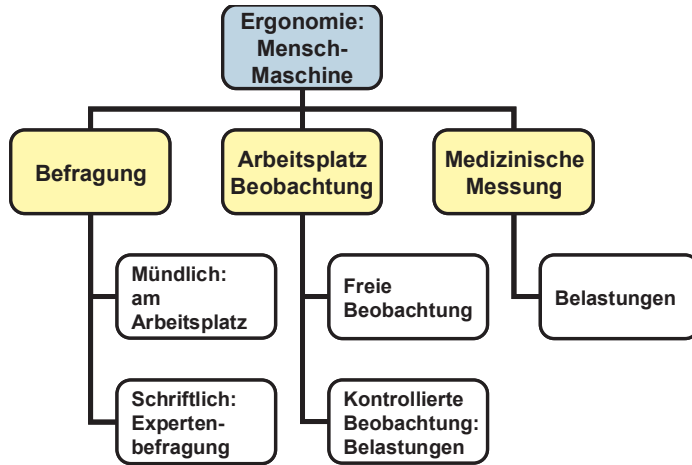 Ergonomie:
Mensch-
Maschine
Befragung
Arbeitsplatz
Beobachtung
Medizinische
Messung
Mündlich:
am
Arbeitsplatz
Freie
Beobachtung
Belastungen
Schriftlich:
Experten-
befragung
Kontrollierte
Beobachtung:
Belastungen